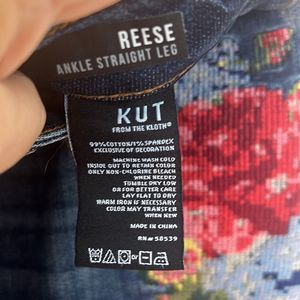 REESE
ANKLE STRAIGHT LEG
KUT
FROM THE KLOTH®
99% COTTON/1% SPANDEX
EXCLUSIVE OF DECORATION
MACHINE WASH COLD
INSIDE OUT TO RETAIN COLOR
ONLY NON-CHLORINE BLEACH
WHEN NEEDED
TUMBLE DRY LOW
OR FOR BETTER CARE
LAY FLAT TO DRY
WARM IRON IF NECESSARY
COLOR MAY TRANSFER
WHEN NEW
MADE IN CHINA
RN# 58539
OR